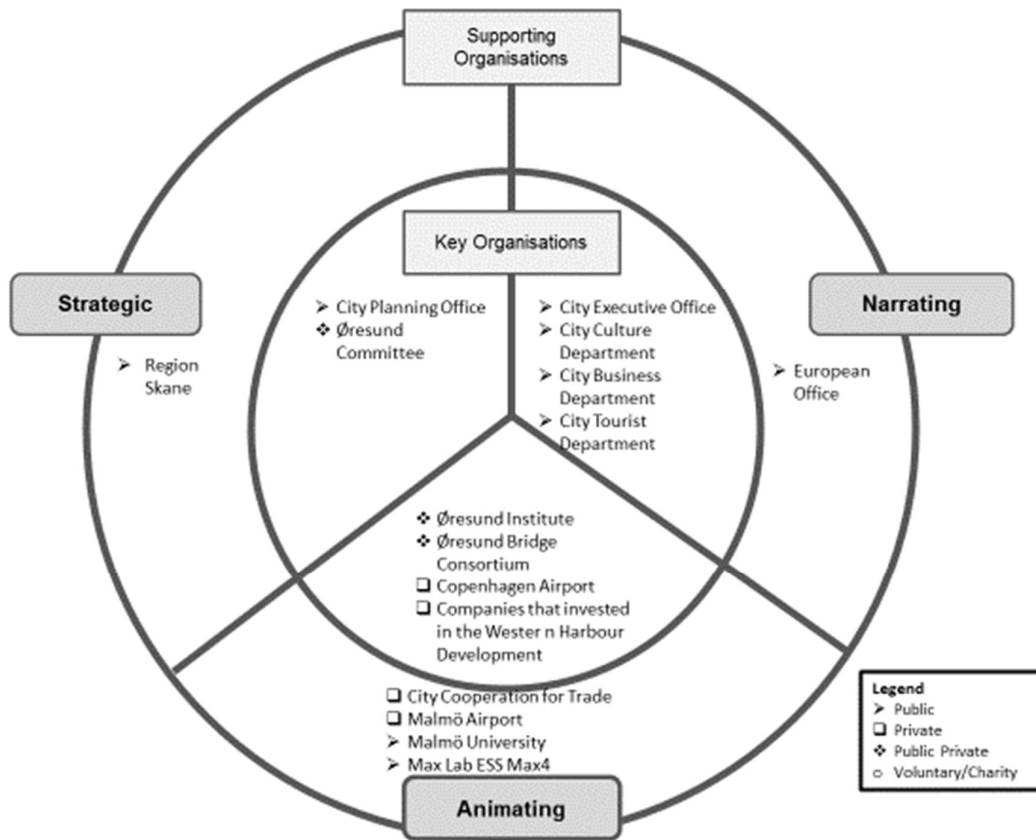 Supporting
Organisations
Key Organisations
Strategic
Narrating
➢ City Planning Office
❖ Øresund
Committee
➢ City Executive Office
➢ City Culture
Department
➢ City Business
Department
➢ City Tourist
Department
➢ Region
Skane
➢ European
Office
❖ Øresund Institute
❖ Øresund Bridge
Consortium
❑ Copenhagen Airport
❑ Companies that invested
in the Wester n Harbour
Development
❑ City Cooperation for Trade
❑ Malmö Airport
➢ Malmö University
➢ Max Lab ESS Max4
Animating
Legend
➢ Public
❑ Private
❖ Public Private
o Voluntary/Charity